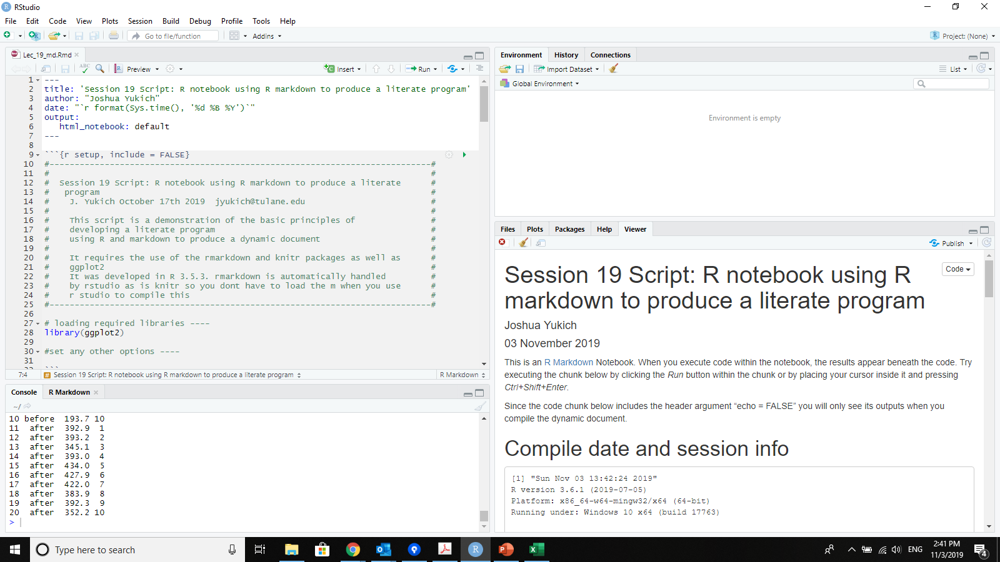 RStudio
File Edit Code View Plots Session Build Debug Profile Tools Help
Go to file/function Addins Project: (None)
Lec_19_md.Rmd
ABC Preview Insert Run
1 ---
2 title: 'Session 19 Script: R notebook using R markdown to produce a literate program'
3 author: "Joshua Yukich"
4 date: "`r format(Sys.time(), '%d %B %Y')`"
5 output:
6    html_notebook: default
7 ---
8
9 ```{r setup, include = FALSE}
10 #----------------------------------------------------------------------------#
11 # #
12 #  Session 19 Script: R notebook using R markdown to produce a literate #
13 #   program #
14 #    J. Yukich October 17th 2019  jyukich@tulane.edu #
15 # #
16 #    This script is a demonstration of the basic principles of #
17 #    developing a literate program #
18 #    using R and markdown to produce a dynamic document #
19 # #
20 #    It requires the use of the rmarkdown and knitr packages as well as #
21 #    ggplot2 #
22 #    It was developed in R 3.5.3. rmarkdown is automatically handled #
23 #    by rstudio as is knitr so you dont have to load the m when you use #
24 #    r studio to compile this #
25 #----------------------------------------------------------------------------#
26
27 # loading required libraries ----
28 library(ggplot2)
29
30 #set any other options ----
31
7:4 # Session 19 Script: R notebook using R markdown to produce a literate program R Markdown
Console R Markdown
~/
10 before  193.7 10
11  after  392.9  1
12  after  393.2  2
13  after  345.1  3
14  after  393.0  4
15  after  434.0  5
16  after  427.9  6
17  after  422.0  7
18  after  383.9  8
19  after  392.3  9
20  after  352.2 10
>
Environment History Connections
Import Dataset List
Global Environment
Environment is empty
Files Plots Packages Help Viewer
Publish
Session 19 Script: R notebook using R
markdown to produce a literate program
Code
Joshua Yukich
03 November 2019
This is an R Markdown Notebook. When you execute code within the notebook, the results appear beneath the code. Try
executing the chunk below by clicking the Run button within the chunk or by placing your cursor inside it and pressing
Ctrl+Shift+Enter.
Since the code chunk below includes the header argument “echo = FALSE” you will only see its outputs when you
compile the dynamic document.
Compile date and session info
[1] "Sun Nov 03 13:42:24 2019"
R version 3.6.1 (2019-07-05)
Platform: x86_64-w64-mingw32/x64 (64-bit)
Running under: Windows 10 x64 (build 17763)
Type here to search
ENG
2:41 PM
11/3/2019
4